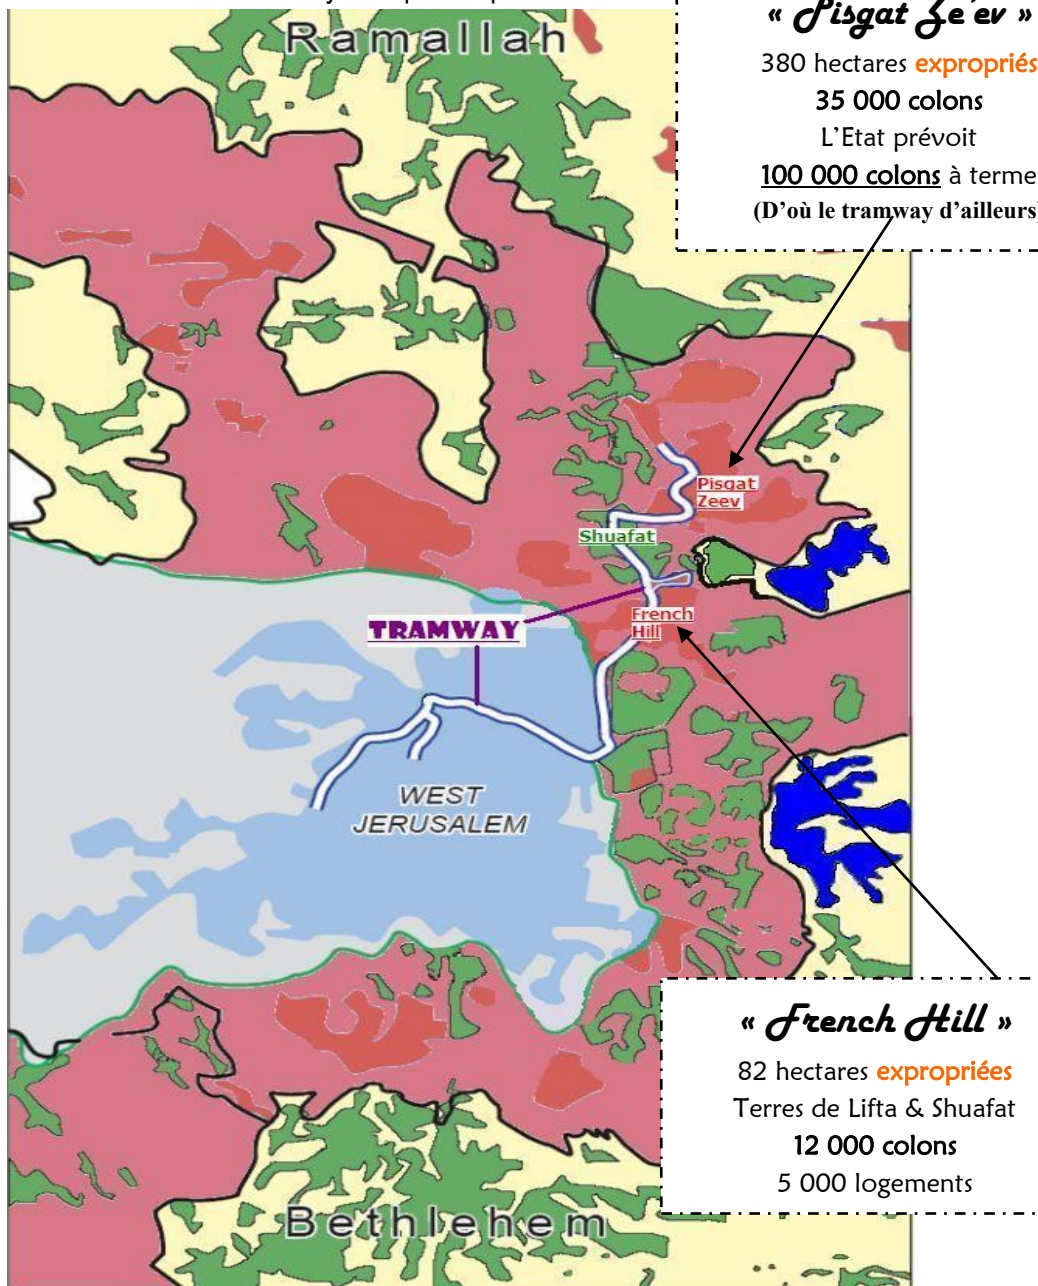 « Pisgat Ze'ev »
Ramallah
380 hectares expropriés
35 000 colons
L'Etat prévoit
100 000 colons à terme
(D'où le tramway d'ailleurs)
Pisgat
Zeev
Shuafat
French
Hill
TRAMWAY
WEST
JERUSALEM
« French Hill »
82 hectares expropriées
Terres de Lifta & Shuafat
12 000 colons
5 000 logements
Bethlehem